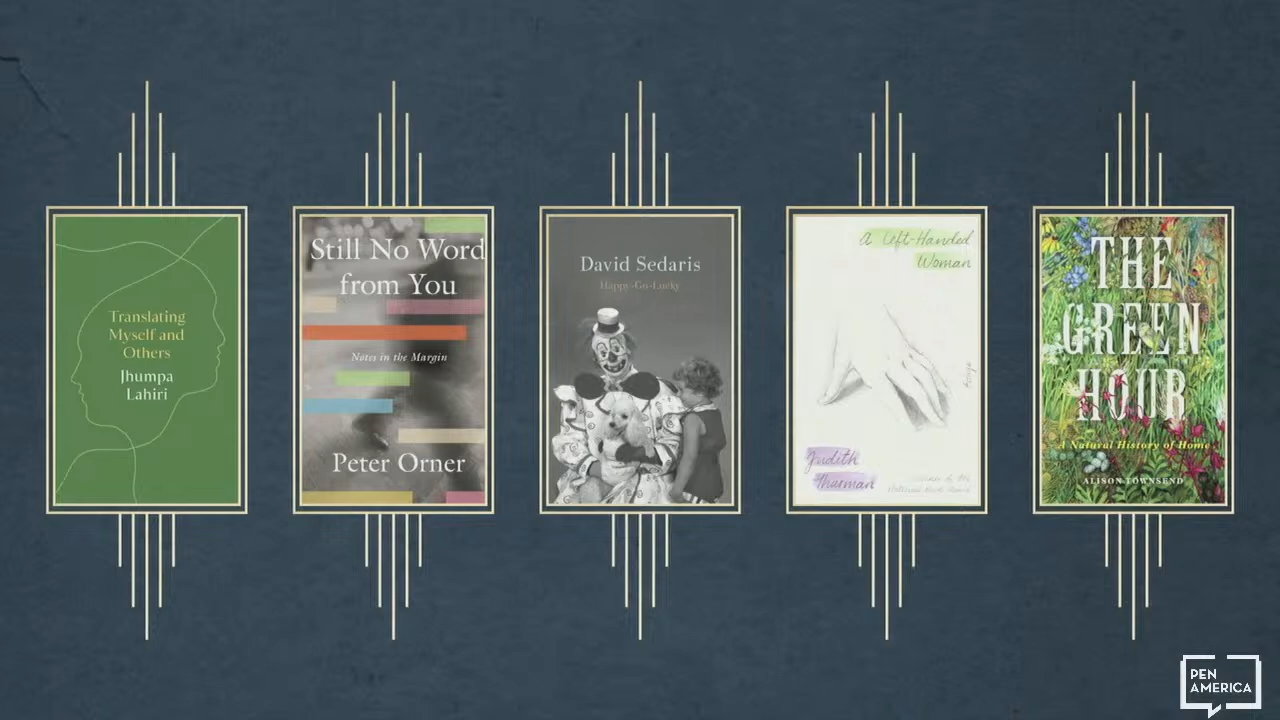 Translating
Myself and
Others
Jhumpa
Lahiri
Still No Word
from You
Notes in the Margin
Peter Orner
David Sedaris
Happy-Go-Lucky
A Left-Handed
Woman
Judith
Thurman
THE
GREEN
HOUR
A Natural History of Home
ALISON TOWNSEND
PEN
AMERICA